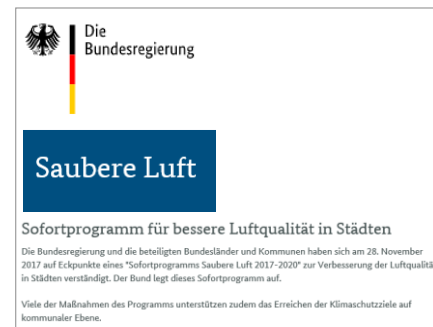 Die
Bundesregierung
Saubere Luft
Sofortprogramm für bessere Luftqualität in Städten
Die Bundesregierung und die beteiligten Bundesländer und Kommunen haben sich am 28. November
2017 auf Eckpunkte eines "Sofortprogramms Saubere Luft 2017-2020" zur Verbesserung der Luftqualitä
in Städten verständigt. Der Bund legt dieses Sofortprogramm auf.
Viele der Maßnahmen des Programms unterstützen zudem das Erreichen der Klimaschutzziele auf
kommunaler Ebene.